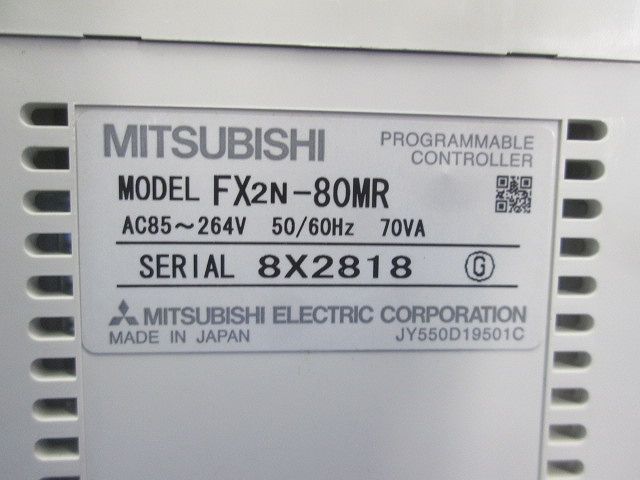 MITSUBISHI
PROGRAMMABLE
CONTROLLER
MODEL FX2N-80MR
AC85～264V 50/60Hz 70VA
SERIAL 8X2818 Ⓖ
MITSUBISHI ELECTRIC CORPORATION
MADE IN JAPAN JY550D19501C